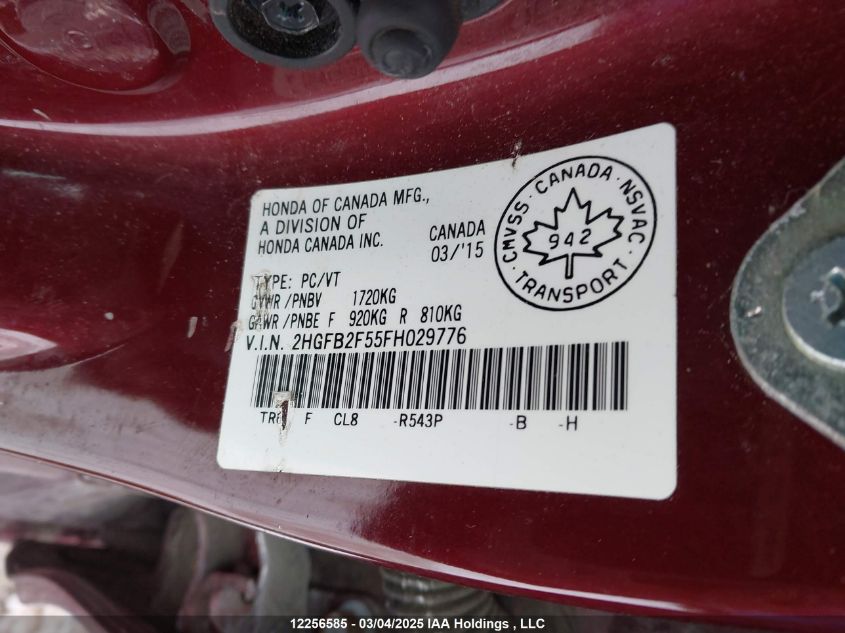 HONDA OF CANADA MFG.,
A DIVISION OF
HONDA CANADA INC.
CANADA
03/'15
CMVSS · CANADA · NSVAC
942
· TRANSPORT ·
TYPE: PC/VT
GVWR/PNBV 1720KG
GAWR/PNBE F 920KG R 810KG
V.I.N. 2HGFB2F55FH029776
F CL8 -R543P -B -H
12256585 - 03/04/2025 IAA Holdings , LLC